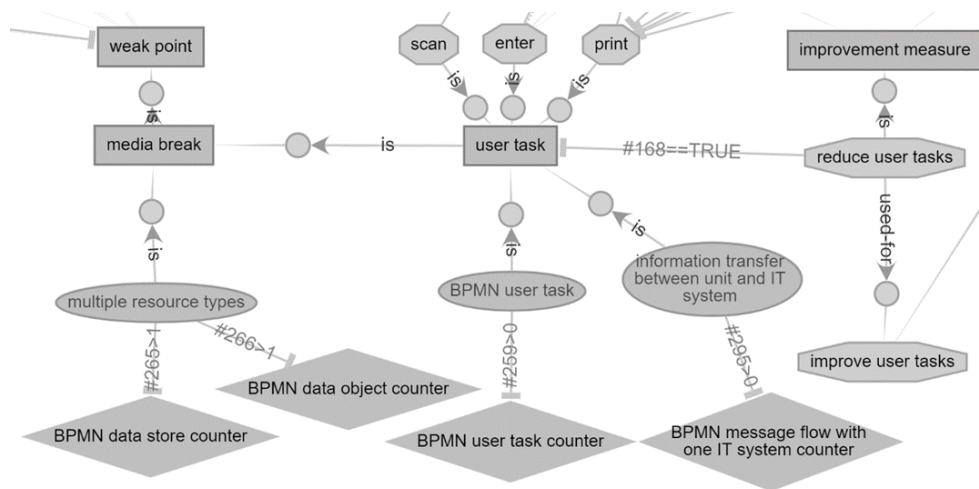 weak point
scan
enter
print
improvement measure
is
is
is
is
is
media break
is
user task
#168==TRUE
reduce user tasks
is
is
is
used-for
multiple resource types
BPMN user task
information transfer
between unit and IT
system
#265>1
#266>1
#259>0
#295>0
improve user tasks
BPMN data object counter
BPMN data store counter
BPMN user task counter
BPMN message flow with
one IT system counter